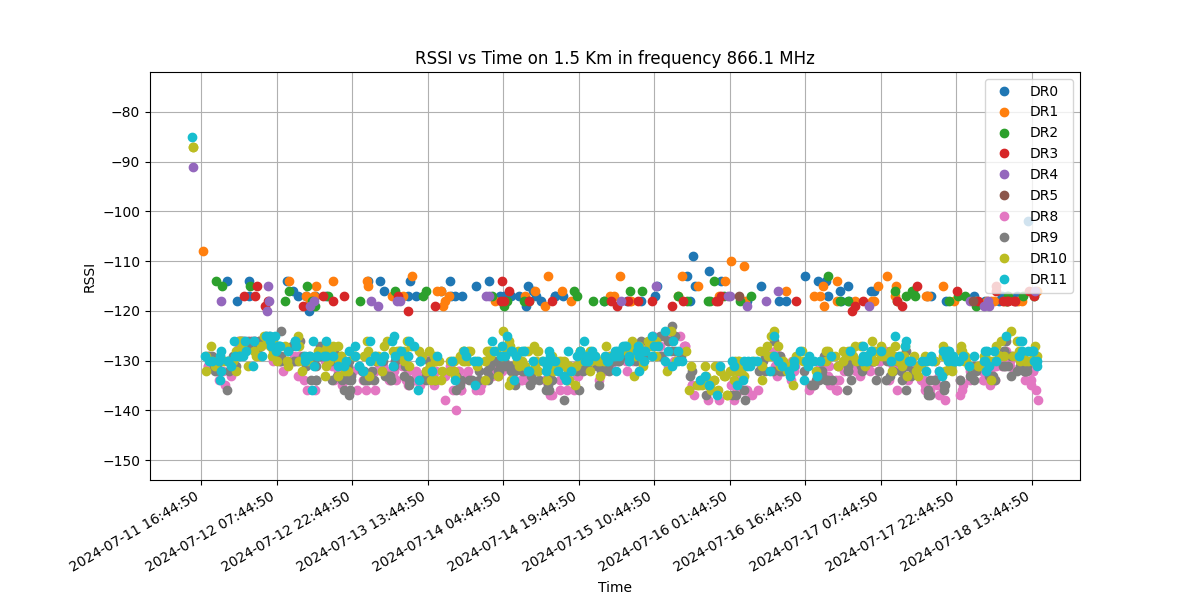 RSSI vs Time on 1.5 Km in frequency 866.1 MHz
RSSI
−80
−90
−100
−110
−120
−130
−140
−150
DR0
DR1
DR2
DR3
DR4
DR5
DR8
DR9
DR10
DR11
2024-07-11 16:44:50
2024-07-12 07:44:50
2024-07-12 22:44:50
2024-07-13 13:44:50
2024-07-14 04:44:50
2024-07-14 19:44:50
2024-07-15 10:44:50
2024-07-16 01:44:50
2024-07-16 16:44:50
2024-07-17 07:44:50
2024-07-17 22:44:50
2024-07-18 13:44:50
Time